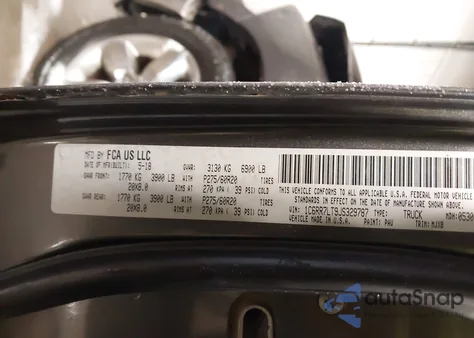 MFD BY FCA US LLC
DATE OF MFR(BUILT): 5-18 GVWR: 3130 KG 6900 LB
GAWR FRONT: 1770 KG 3900 LB WITH P275/60R20 TIRES
20X8.0 RIMS AT 270 KPA ( 39 PSI) COLD
GAWR REAR: 1770 KG 3900 LB WITH P275/60R20 TIRES
20X8.0 RIMS AT 270 KPA ( 39 PSI) COLD
THIS VEHICLE CONFORMS TO ALL APPLICABLE U.S.A. FEDERAL MOTOR VEHICLE
STANDARDS IN EFFECT ON THE DATE OF MANUFACTURE SHOWN ABOVE.
VIN: 1C6RR7LT9JS329787 TYPE: TRUCK MDH:
VEHICLE MADE IN U.S.A. PAINT: PAU TRIM:
autaSnap